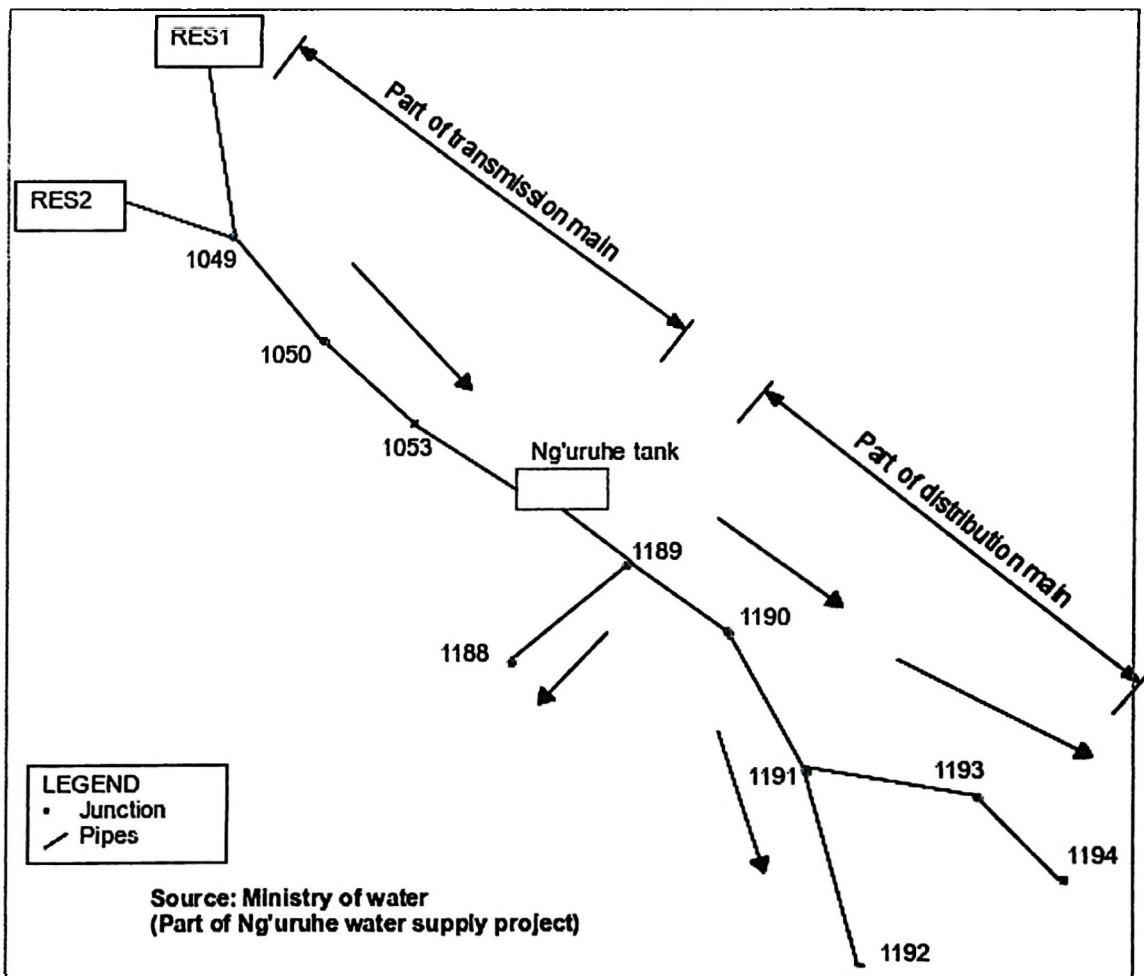 RES1
Part of transmission main
RES2
1049
1050
1053
Ng'uruhe tank
Part of distribution main
1189
1190
1188
1191
1193
1194
1192
LEGEND
Junction
Pipes
Source: Ministry of water
(Part of Ng'uruhe water supply project)